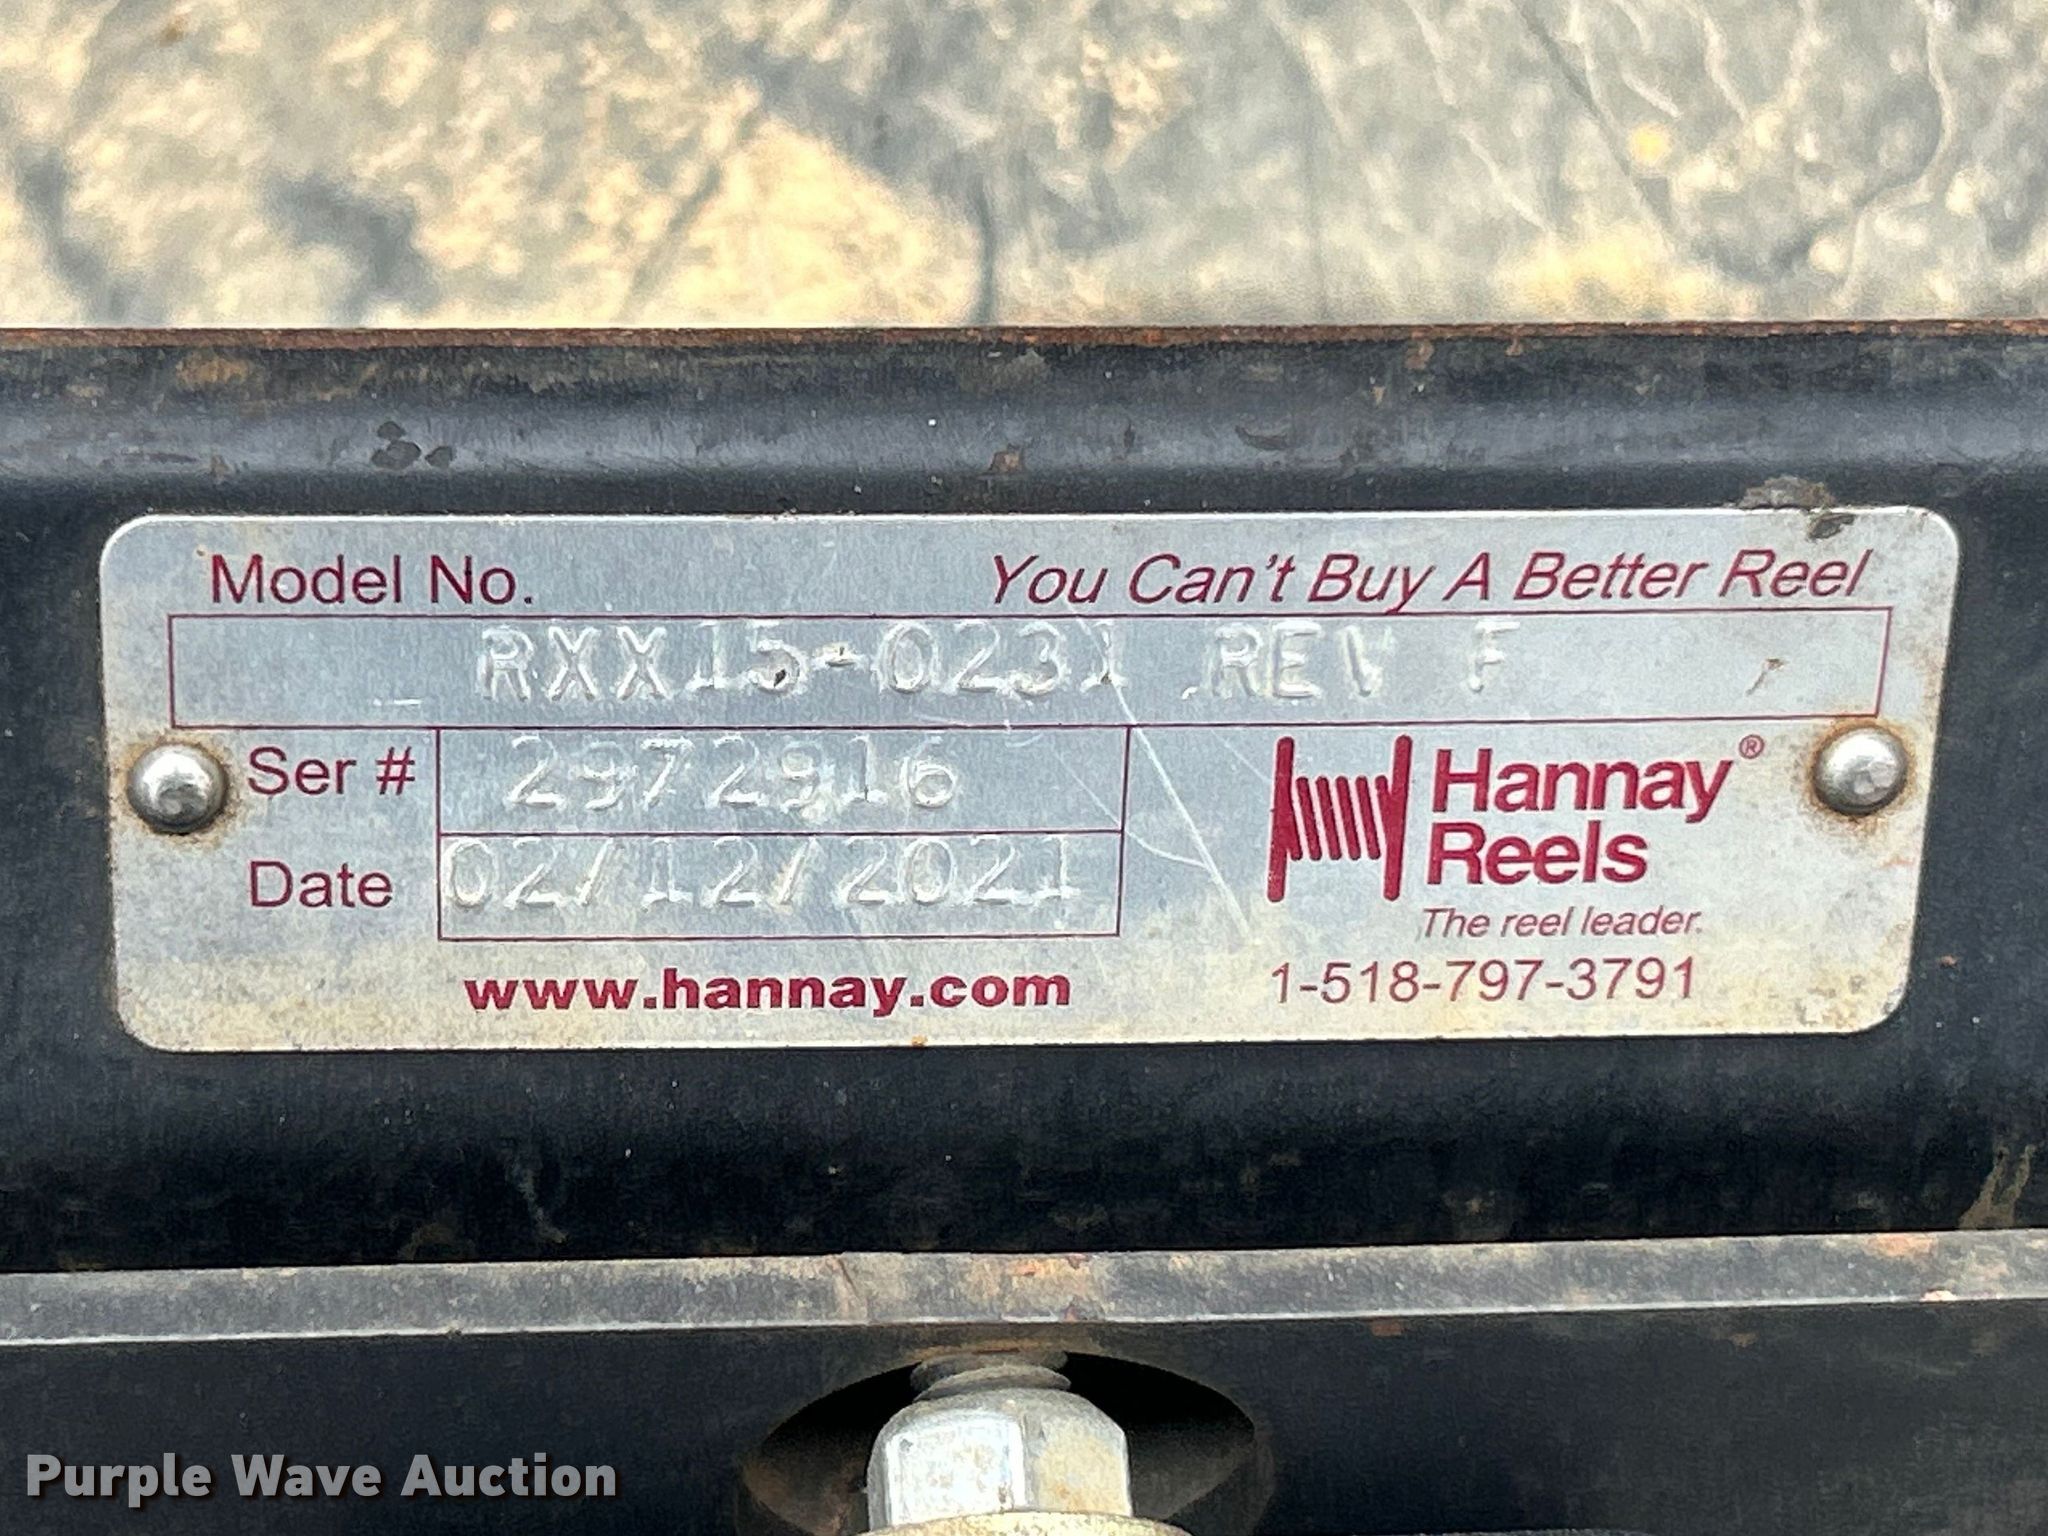 Model No.
You Can't Buy A Better Reel
RXX15-0231 REV F
Ser # 2972916
Date 02/12/2021
Hannay®
Reels
The reel leader.
www.hannay.com
1-518-797-3791
Purple Wave Auction